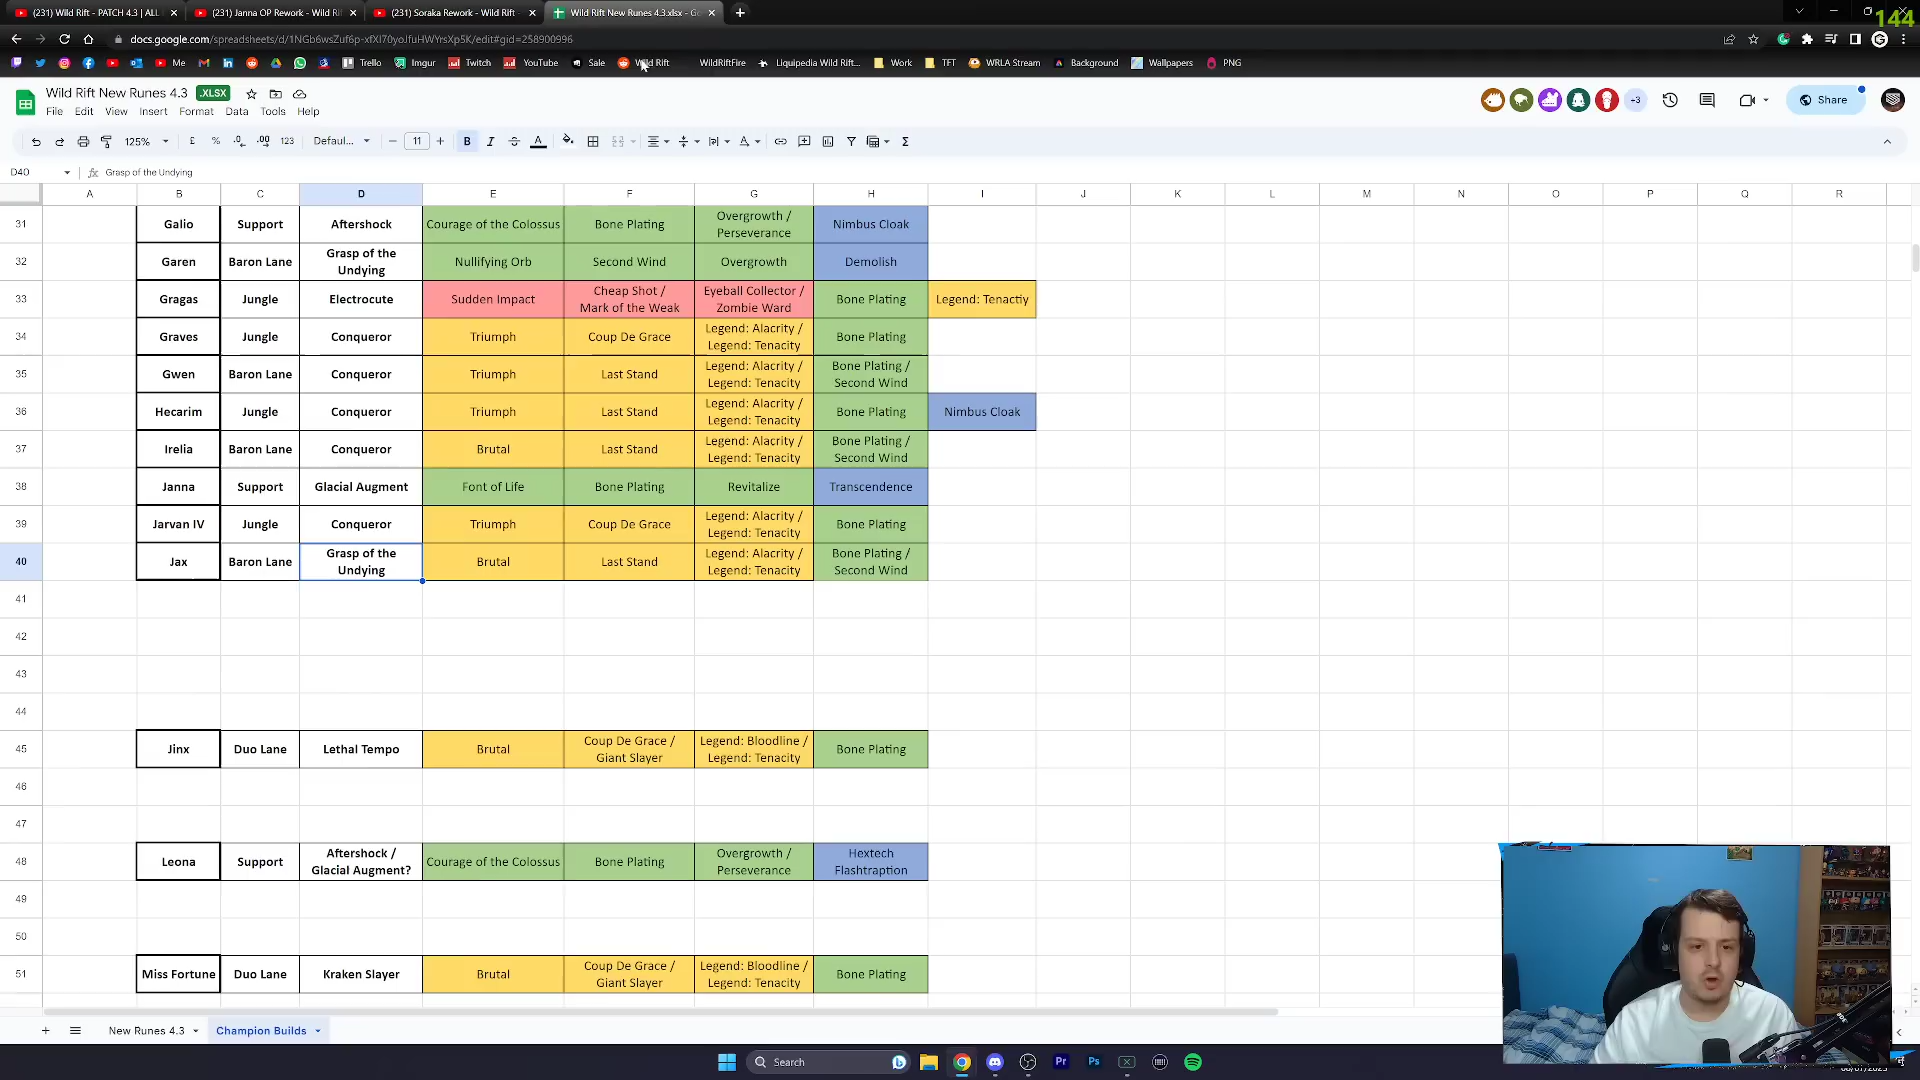 (231) Wild Rift - PATCH 4.3 | ALL
(231) Janna OP Rework - Wild Rif
(231) Soraka Rework - Wild Rift
Wild Rift New Runes 4.3.xlsx - Go
144
docs.google.com/spreadsheets/d/1NGb6wsZuf6p-xfXl70yoJfuHWYrsXp5K/edit#gid=258900976
Me
Trello
Imgur
Twitch
YouTube
Sale
Wild Rift
WildRiftFire
Liquipedia Wild Rift...
Work
TFT
WRLA Stream
Background
Wallpapers
PNG
Wild Rift New Runes 4.3 .XLSX
File Edit View Insert Format Data Tools Help
+3
Share
125% £ % .0 .00 123 Defaul... 11 B I A
D40 fx Grasp of the Undying
A B C D E F G H I J K L M N O P Q R
31 Galio Support Aftershock Courage of the Colossus Bone Plating Overgrowth / Perseverance Nimbus Cloak
32 Garen Baron Lane Grasp of the Undying Nullifying Orb Second Wind Overgrowth Demolish
33 Gragas Jungle Electrocute Sudden Impact Cheap Shot / Mark of the Weak Eyeball Collector / Zombie Ward Bone Plating Legend: Tenactiy
34 Graves Jungle Conqueror Triumph Coup De Grace Legend: Alacrity / Legend: Tenacity Bone Plating
35 Gwen Baron Lane Conqueror Triumph Last Stand Legend: Alacrity / Legend: Tenacity Bone Plating / Second Wind
36 Hecarim Jungle Conqueror Triumph Last Stand Legend: Alacrity / Legend: Tenacity Bone Plating Nimbus Cloak
37 Irelia Baron Lane Conqueror Brutal Last Stand Legend: Alacrity / Legend: Tenacity Bone Plating / Second Wind
38 Janna Support Glacial Augment Font of Life Bone Plating Revitalize Transcendence
39 Jarvan IV Jungle Conqueror Triumph Coup De Grace Legend: Alacrity / Legend: Tenacity Bone Plating
40 Jax Baron Lane Grasp of the Undying Brutal Last Stand Legend: Alacrity / Legend: Tenacity Bone Plating / Second Wind
41
42
43
44
45 Jinx Duo Lane Lethal Tempo Brutal Coup De Grace / Giant Slayer Legend: Bloodline / Legend: Tenacity Bone Plating
46
47
48 Leona Support Aftershock / Glacial Augment? Courage of the Colossus Bone Plating Overgrowth / Perseverance Hextech Flashtraption
49
50
51 Miss Fortune Duo Lane Kraken Slayer Brutal Coup De Grace / Giant Slayer Legend: Bloodline / Legend: Tenacity Bone Plating
New Runes 4.3 Champion Builds
Search
Pr
Ps